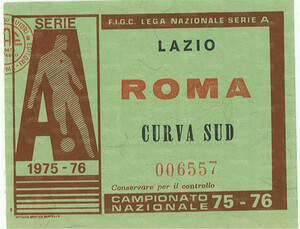 SERIE
A
1975-76
F.I.G.C. LEGA NAZIONALE SERIE A
LAZIO
ROMA
CURVA SUD
006557
Conservare per il controllo
CAMPIONATO
NAZIONALE 75-76